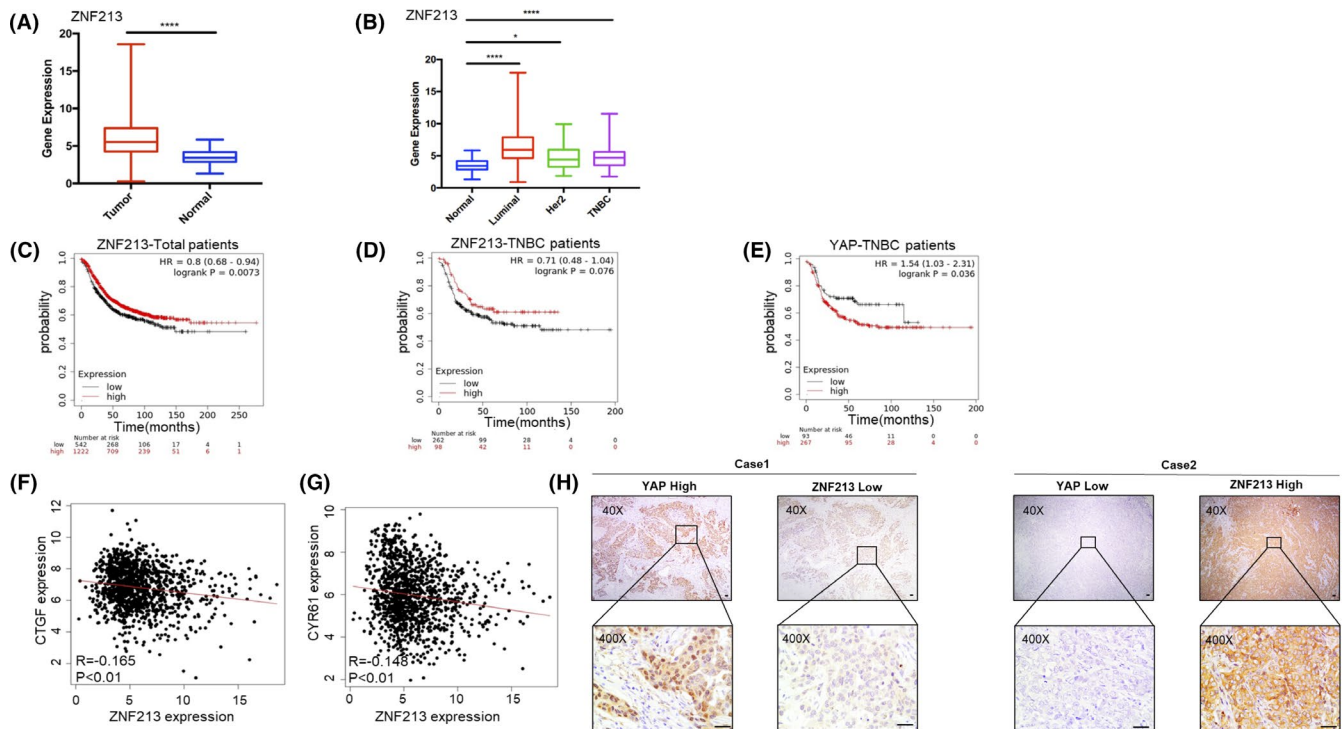 (A)
ZNF213
****
Gene Expression
20
15
10
5
0
Tumor
Normal
(B)
ZNF213
****
*
****
Gene Expression
20
15
10
5
0
Normal
Luminal
Her2
TNBC
(C)
ZNF213-Total patients
HR = 0.8 (0.68 - 0.94)
logrank P = 0.0073
probability
1.0
0.8
0.6
0.4
0.2
0.0
Expression
low
high
0 50 100 150 200 250
Time(months)
Number at risk
low 542 268 106 17 4 1
high 1222 709 239 51 6 1
(D)
ZNF213-TNBC patients
HR = 0.71 (0.48 - 1.04)
logrank P = 0.076
probability
1.0
0.8
0.6
0.4
0.2
0.0
Expression
low
high
0 50 100 150 200
Time(months)
Number at risk
low 262 99 28 4 0
high 98 42 11 0 0
(E)
YAP-TNBC patients
HR = 1.54 (1.03 - 2.31)
logrank P = 0.036
probability
1.0
0.8
0.6
0.4
0.2
0.0
Expression
low
high
0 50 100 150 200
Time(months)
Number at risk
low 93 46 11 0 0
high 267 95 28 4 0
(F)
CTGF expression
12
10
8
6
4
2
R=-0.165
P<0.01
0 5 10 15
ZNF213 expression
(G)
CYR61 expression
10
8
6
4
2
R=-0.148
P<0.01
0 5 10 15
ZNF213 expression
(H)
Case1
YAP High
ZNF213 Low
40X
40X
400X
400X
Case2
YAP Low
ZNF213 High
40X
40X
400X
400X